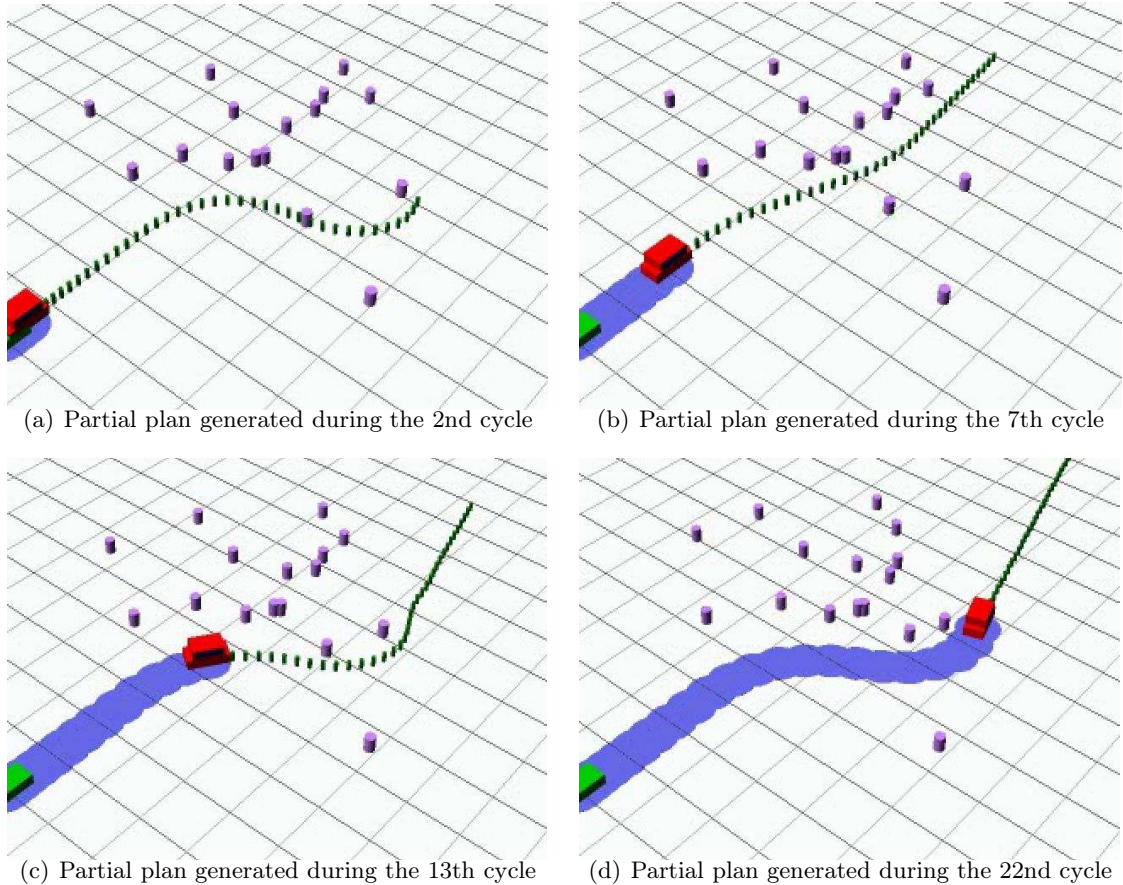 (a) Partial plan generated during the 2nd cycle
(b) Partial plan generated during the 7th cycle
(c) Partial plan generated during the 13th cycle
(d) Partial plan generated during the 22nd cycle